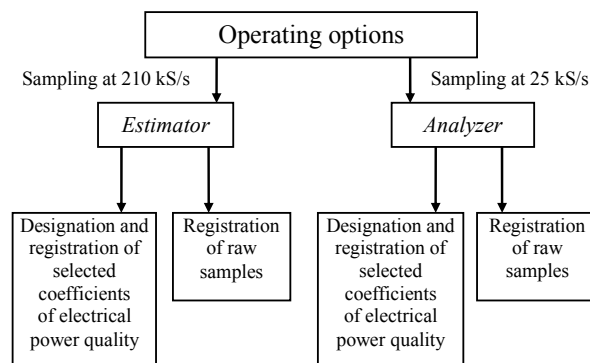 Operating options
Sampling at 210 kS/s
Sampling at 25 kS/s
Estimator
Analyzer
Designation and
registration of
selected
coefficients
of electrical
power quality
Registration
of raw
samples
Designation and
registration of
selected
coefficients
of electrical
power quality
Registration
of raw
samples